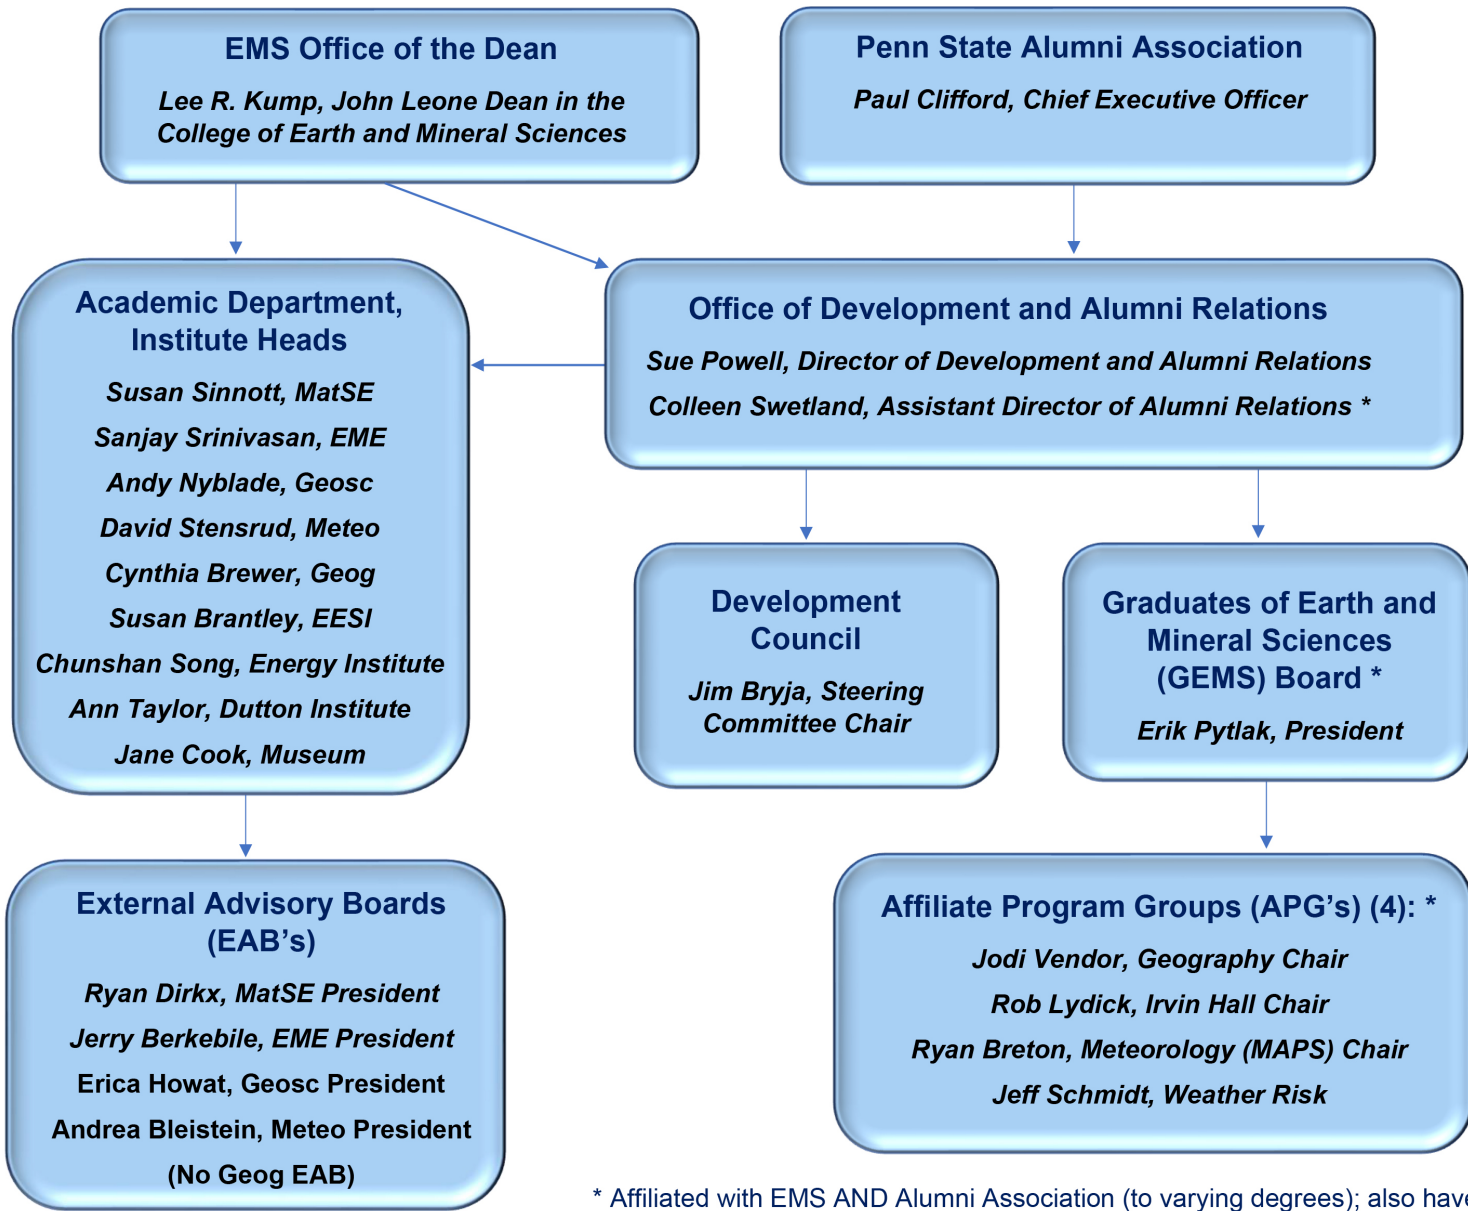 EMS Office of the Dean
Lee R. Kump, John Leone Dean in the
College of Earth and Mineral Sciences
Penn State Alumni Association
Paul Clifford, Chief Executive Officer
Academic Department,
Institute Heads
Susan Sinnott, MatSE
Sanjay Srinivasan, EME
Andy Nyblade, Geosc
David Stensrud, Meteo
Cynthia Brewer, Geog
Susan Brantley, EESI
Chunshan Song, Energy Institute
Ann Taylor, Dutton Institute
Jane Cook, Museum
Office of Development and Alumni Relations
Sue Powell, Director of Development and Alumni Relations
Colleen Swetland, Assistant Director of Alumni Relations *
Development
Council
Jim Bryja, Steering
Committee Chair
Graduates of Earth and
Mineral Sciences
(GEMS) Board *
Erik Pytlak, President
External Advisory Boards
(EAB’s)
Ryan Dirkx, MatSE President
Jerry Berkebile, EME President
Erica Howat, Geosc President
Andrea Bleistein, Meteo President
(No Geog EAB)
Affiliate Program Groups (APG’s) (4): *
Jodi Vendor, Geography Chair
Rob Lydick, Irvin Hall Chair
Ryan Breton, Meteorology (MAPS) Chair
Jeff Schmidt, Weather Risk
* Affiliated with EMS AND Alumni Association (to varying degrees); also have